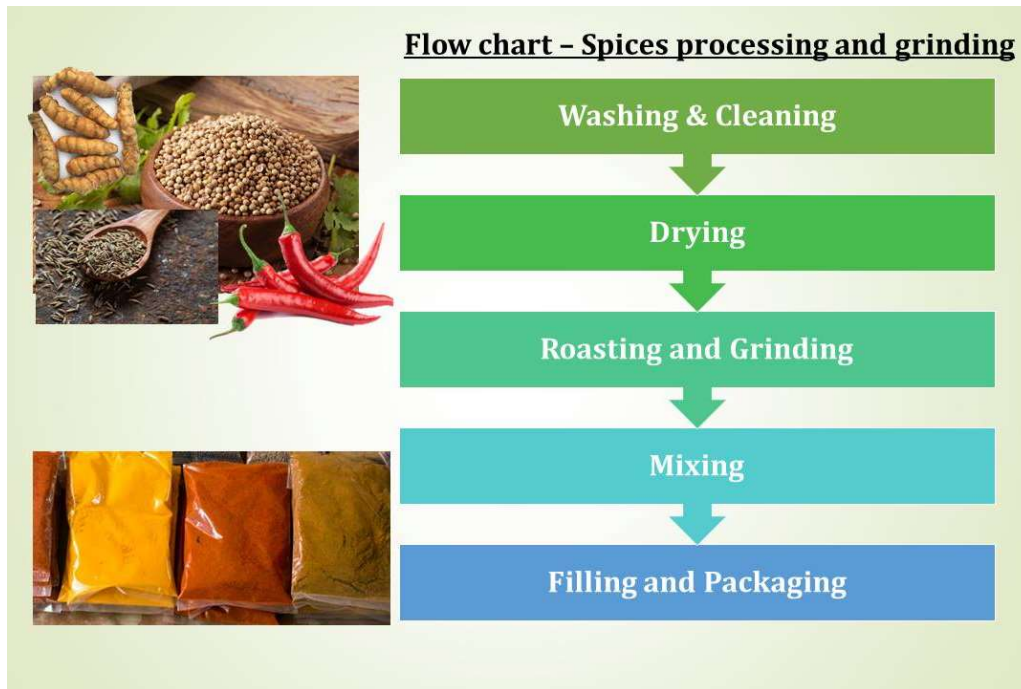 Flow chart – Spices processing and grinding
Washing & Cleaning
Drying
Roasting and Grinding
Mixing
Filling and Packaging